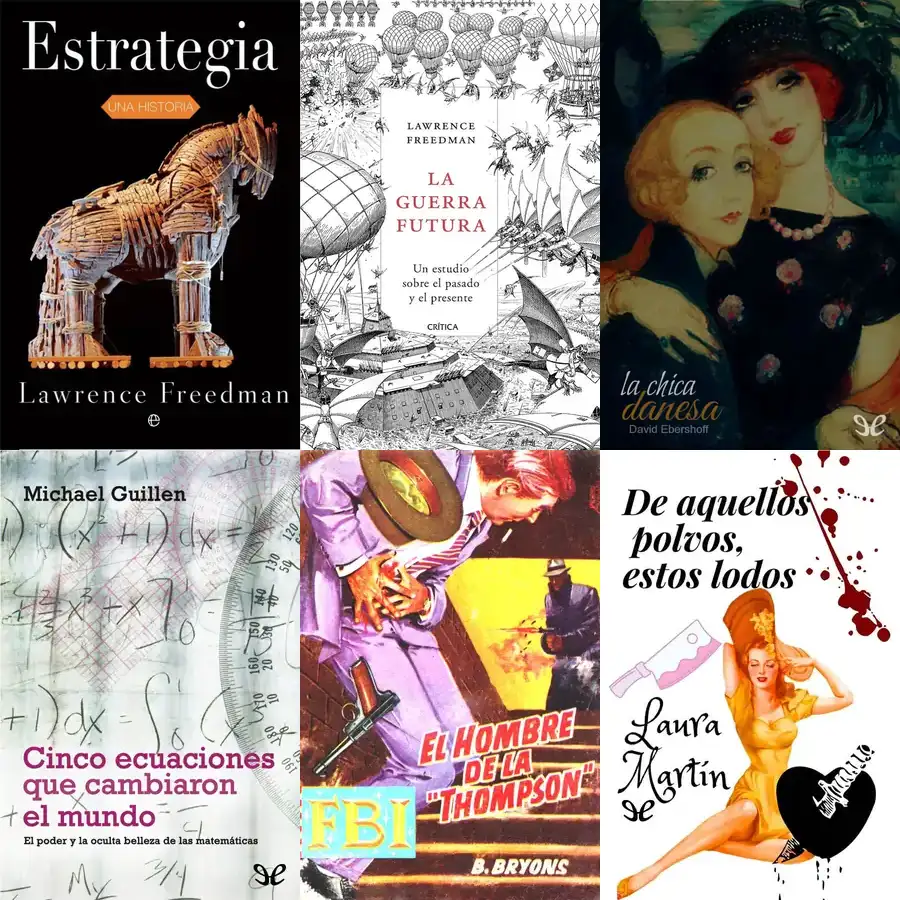 Estrategia
UNA HISTORIA
Lawrence Freedman
LAWRENCE
FREEDMAN
LA
GUERRA
FUTURA
Un estudio
sobre el pasado
y el presente
CRÍTICA
la chica
danesa
David Ebershoff
Michael Guillen
Cinco ecuaciones
que cambiaron
el mundo
El poder y la oculta belleza de las matemáticas
EL HOMBRE
DE LA
"THOMPSON"
FBI
B. BRYONS
De aquellos
polvos,
estos lodos
Laura
Martín